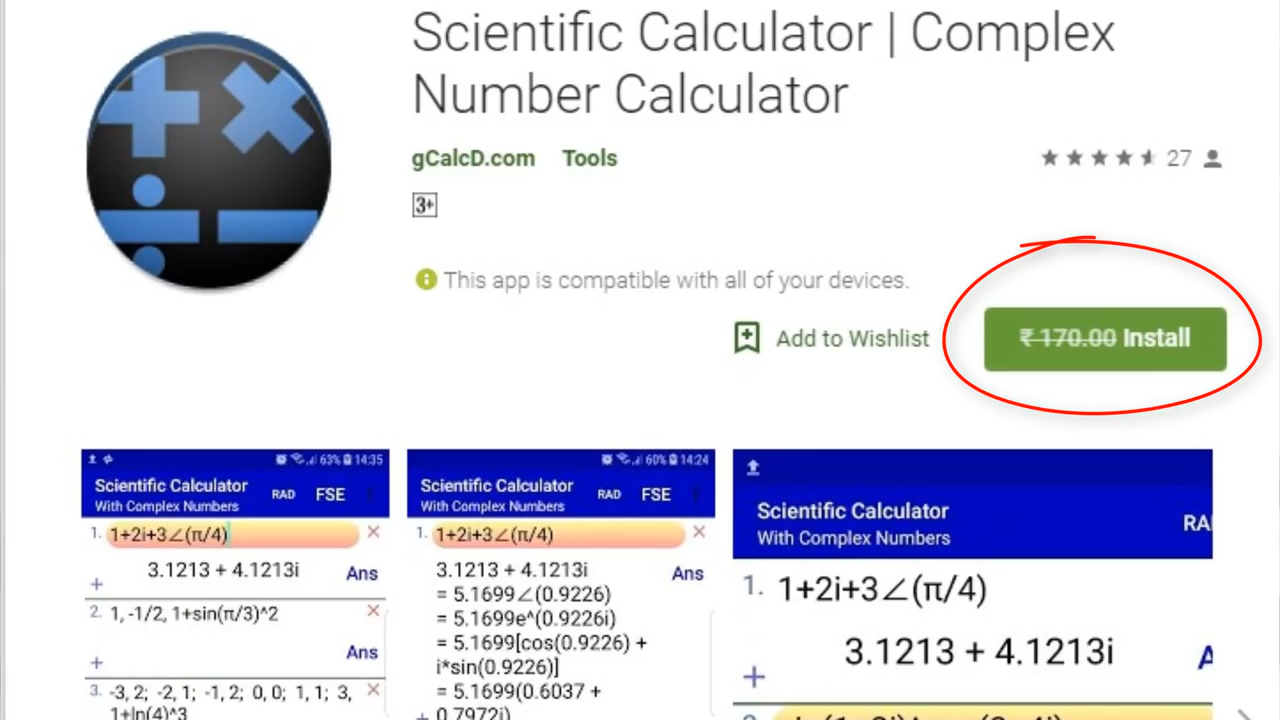 Scientific Calculator | Complex
Number Calculator
gCalcD.com Tools
27
3+
This app is compatible with all of your devices.
Add to Wishlist
₹ 170.00 Install
63% 14:35
Scientific Calculator
With Complex Numbers
RAD FSE
1. 1+2i+3∠(π/4)
3.1213 + 4.1213i Ans
2. 1, -1/2, 1+sin(π/3)^2
Ans
3. -3, 2; -2, 1; -1, 2; 0, 0; 1, 1; 3,
1+ln(4)^3
60% 14:24
Scientific Calculator
With Complex Numbers
RAD FSE
1. 1+2i+3∠(π/4)
3.1213 + 4.1213i Ans
= 5.1699∠(0.9226)
= 5.1699e^(0.9226i)
= 5.1699[cos(0.9226) +
i*sin(0.9226)]
= 5.1699(0.6037 +
0.7972i)
Scientific Calculator
With Complex Numbers
1. 1+2i+3∠(π/4)
3.1213 + 4.1213i